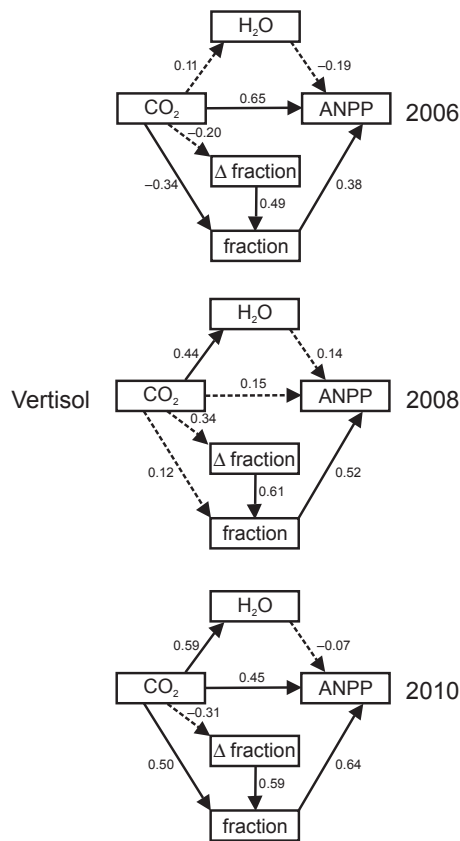 H₂O
0.11
–0.19
CO₂
0.65
ANPP
2006
–0.20
Δ fraction
–0.34
0.49
0.38
fraction
H₂O
0.44
0.14
Vertisol
CO₂
0.15
ANPP
2008
0.34
Δ fraction
0.12
0.61
0.52
fraction
H₂O
0.59
–0.07
CO₂
0.45
ANPP
2010
–0.31
Δ fraction
0.50
0.59
0.64
fraction